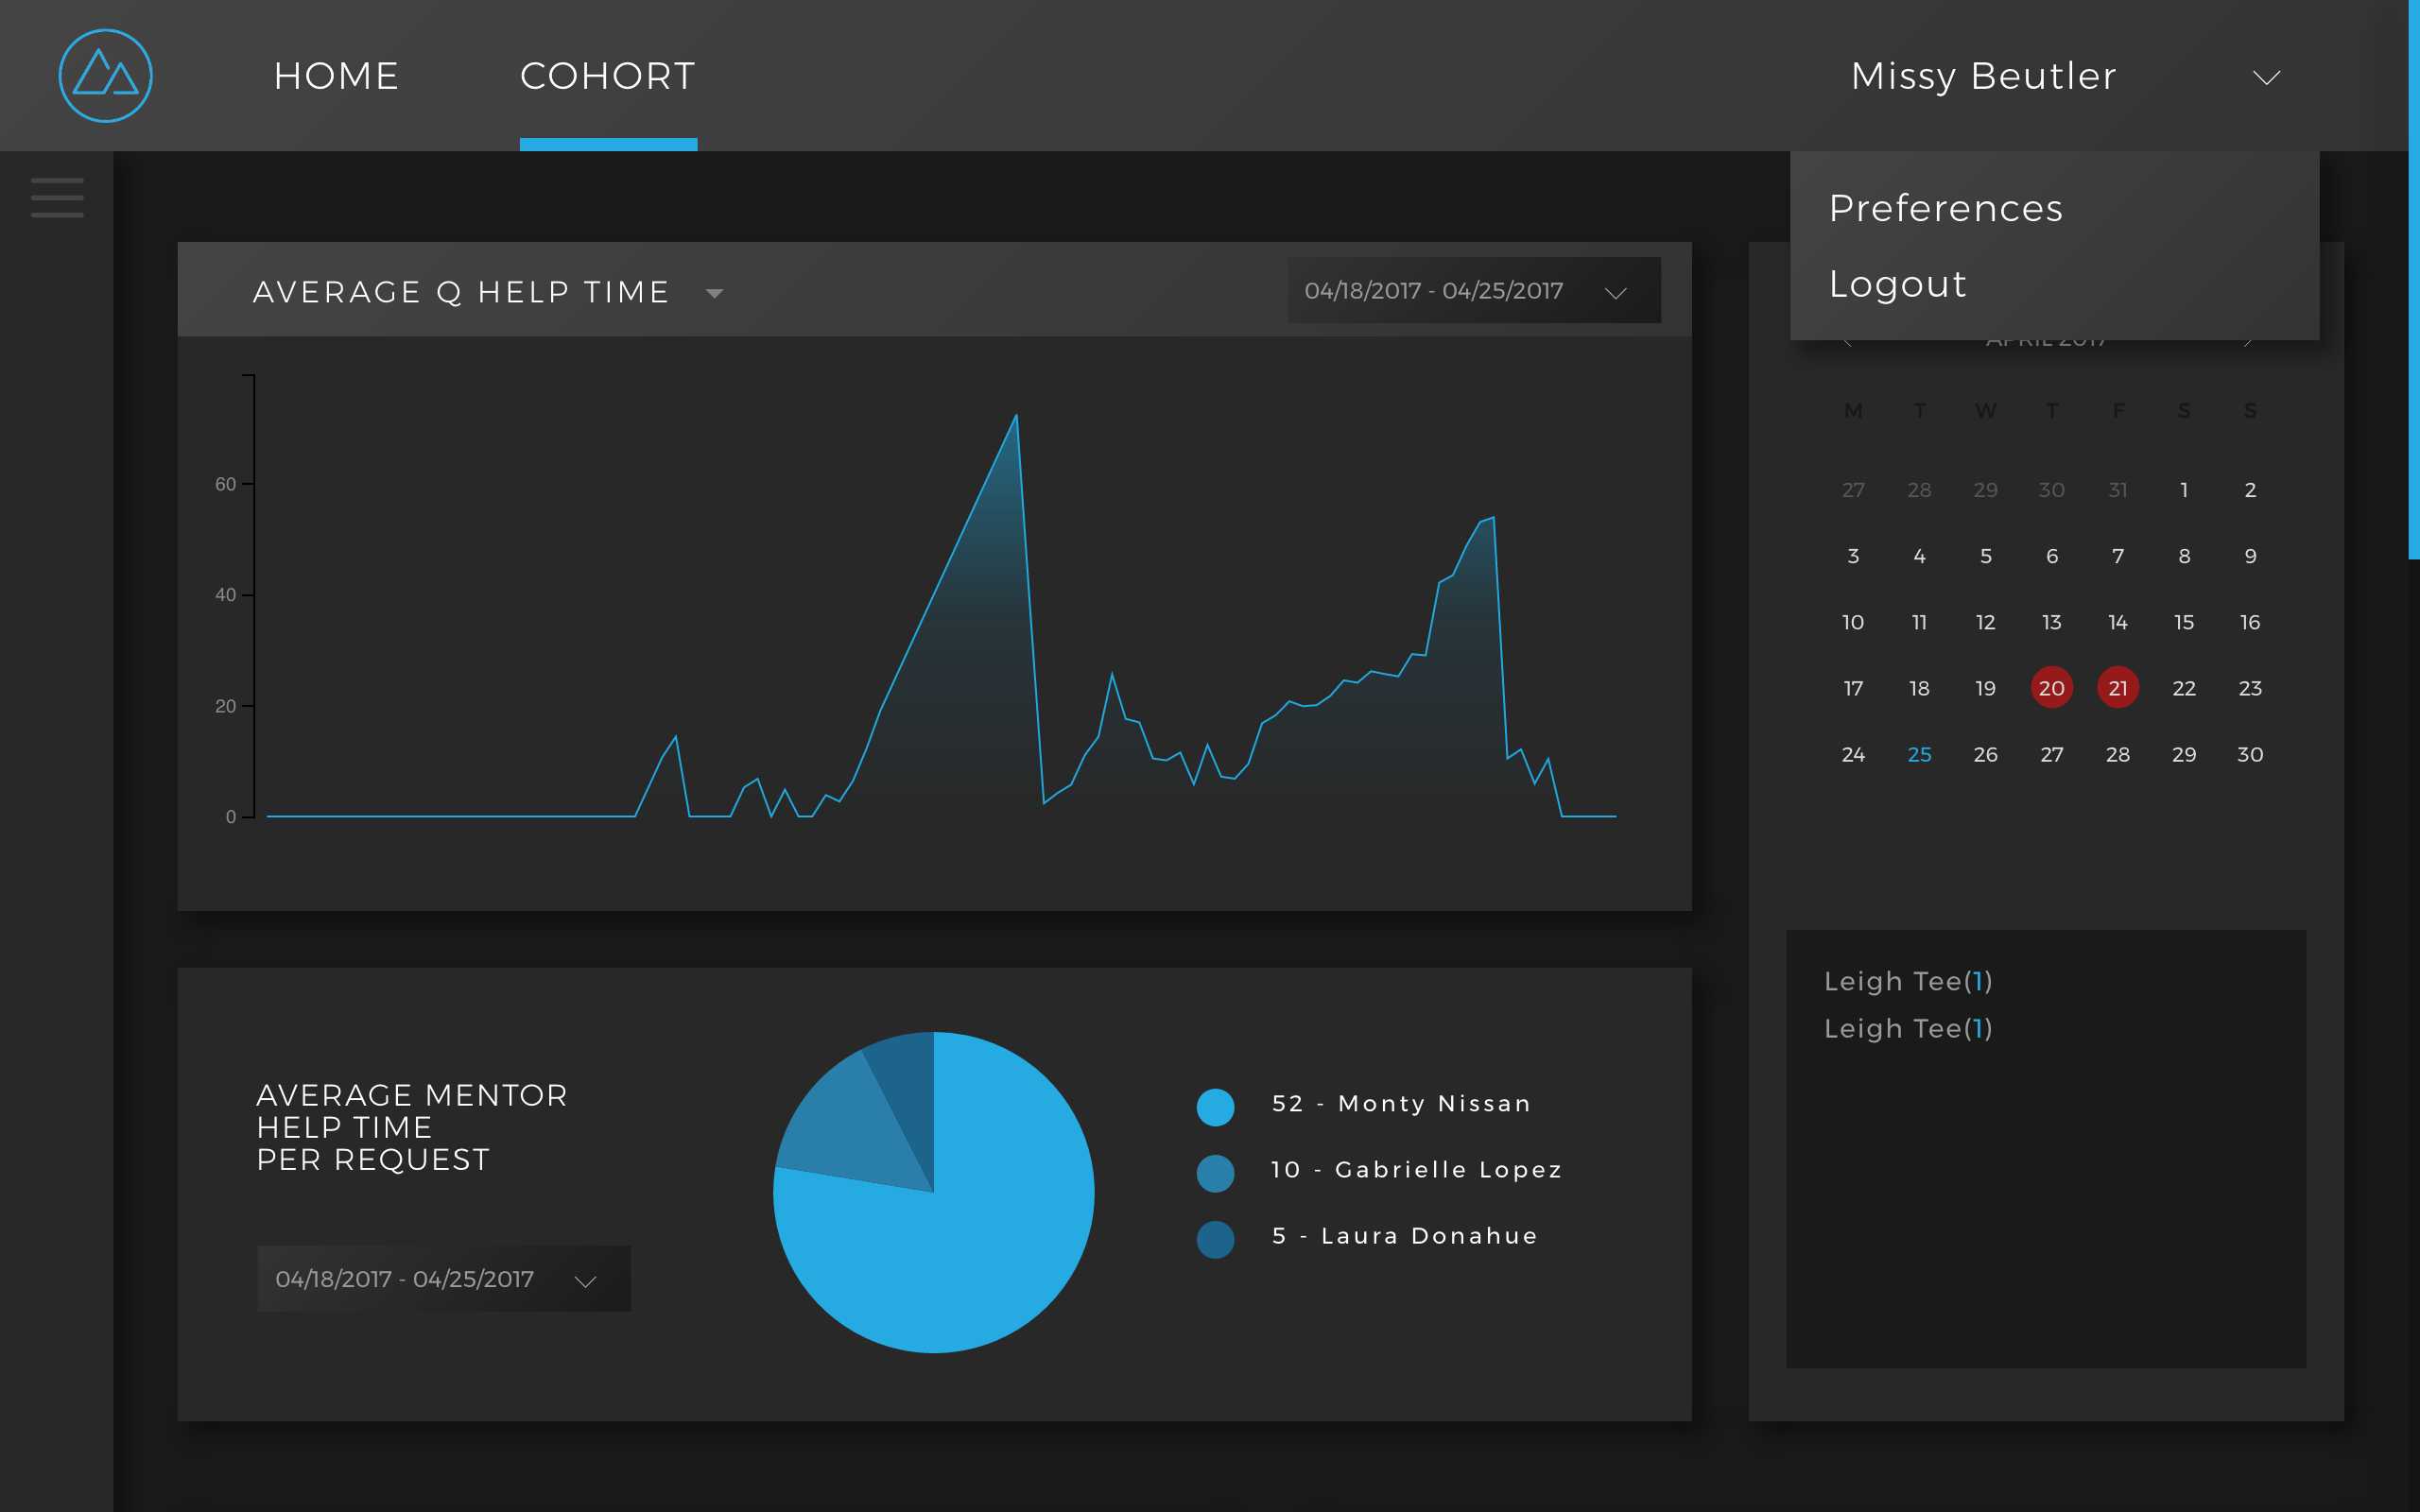 HOME
COHORT
Missy Beutler
Preferences
Logout
AVERAGE Q HELP TIME
04/18/2017 - 04/25/2017
60
40
20
0
APRIL 2017
M T W T F S S
27 28 29 30 31 1 2
3 4 5 6 7 8 9
10 11 12 13 14 15 16
17 18 19 20 21 22 23
24 25 26 27 28 29 30
Leigh Tee(1)
Leigh Tee(1)
AVERAGE MENTOR
HELP TIME
PER REQUEST
04/18/2017 - 04/25/2017
52 - Monty Nissan
10 - Gabrielle Lopez
5 - Laura Donahue